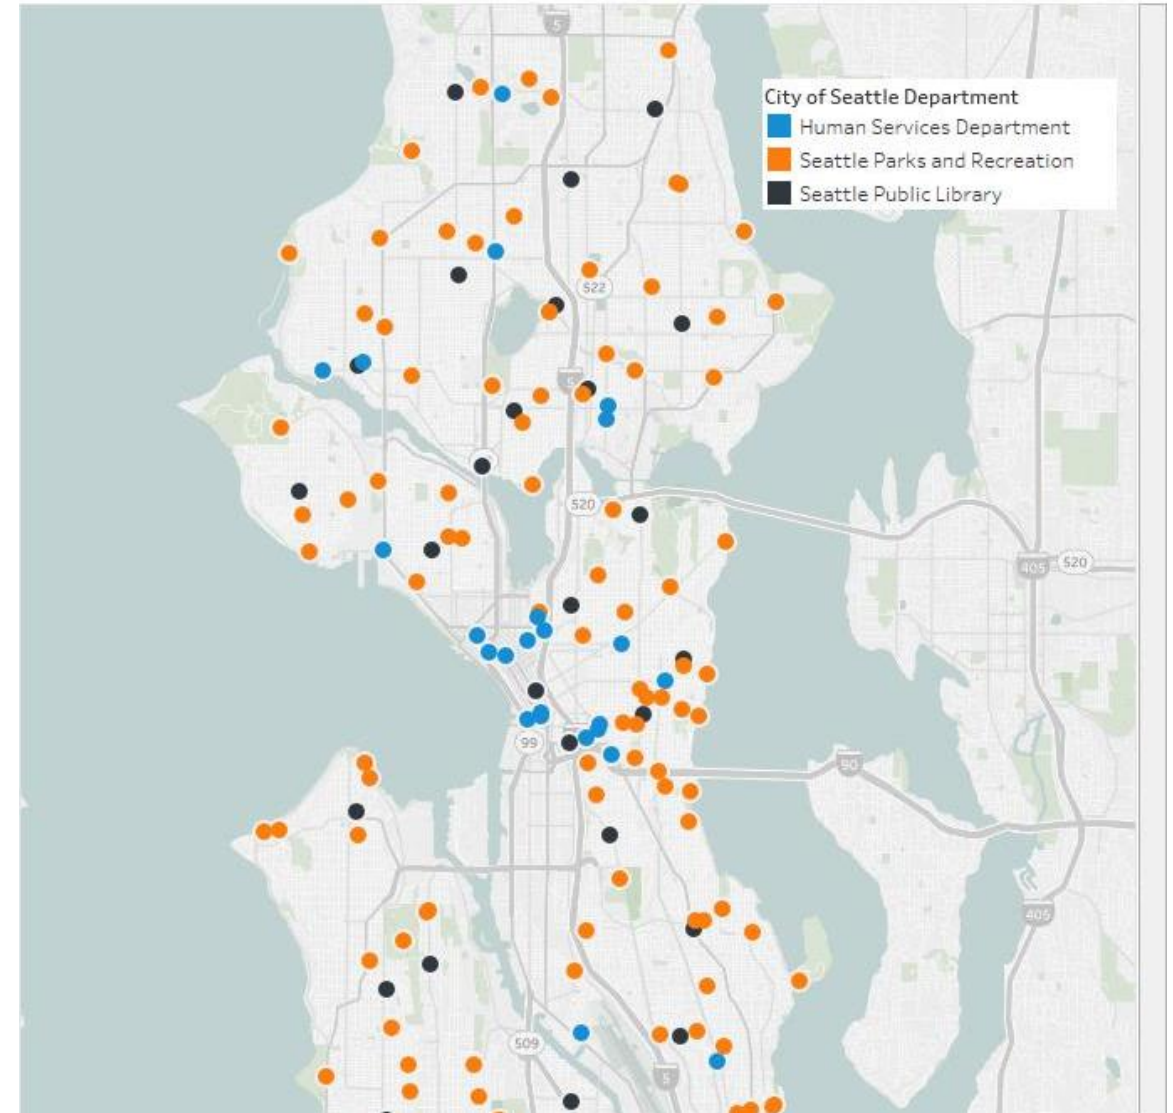 5
City of Seattle Department
Human Services Department
Seattle Parks and Recreation
Seattle Public Library
522
5
520
405
520
99
90
405
509
5